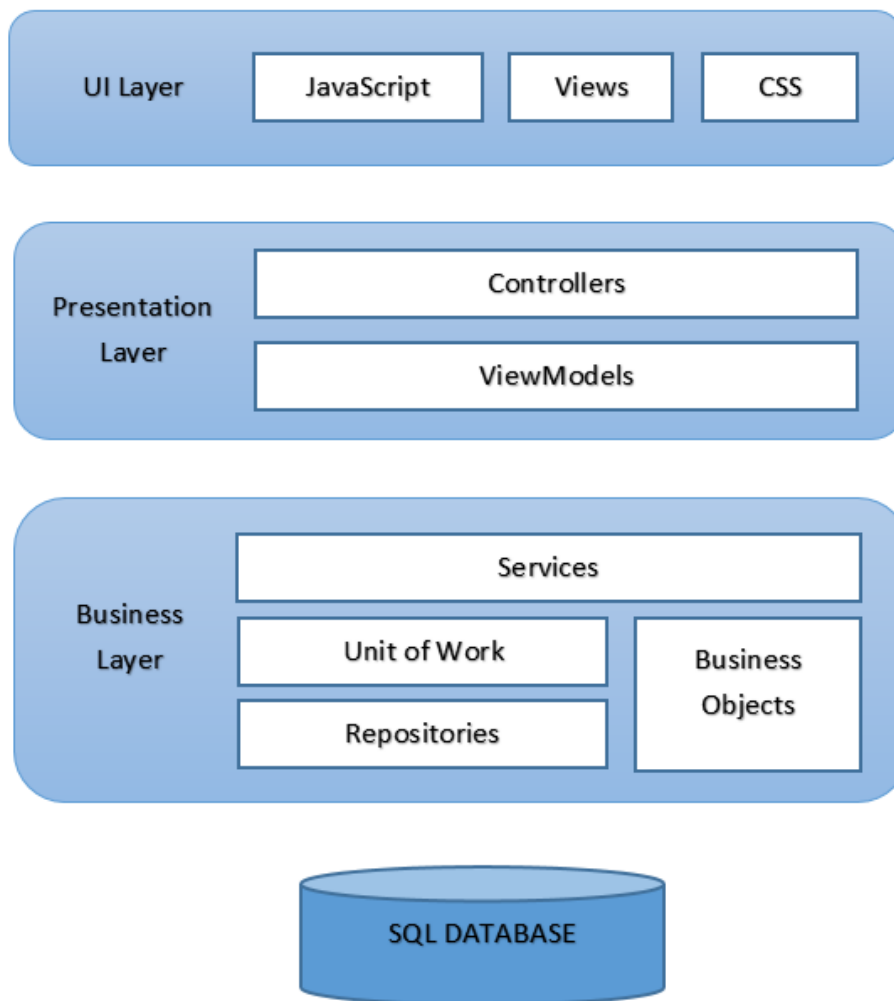 UI Layer
JavaScript
Views
CSS
Presentation
Layer
Controllers
ViewModels
Business
Layer
Services
Unit of Work
Repositories
Business
Objects
SQL DATABASE